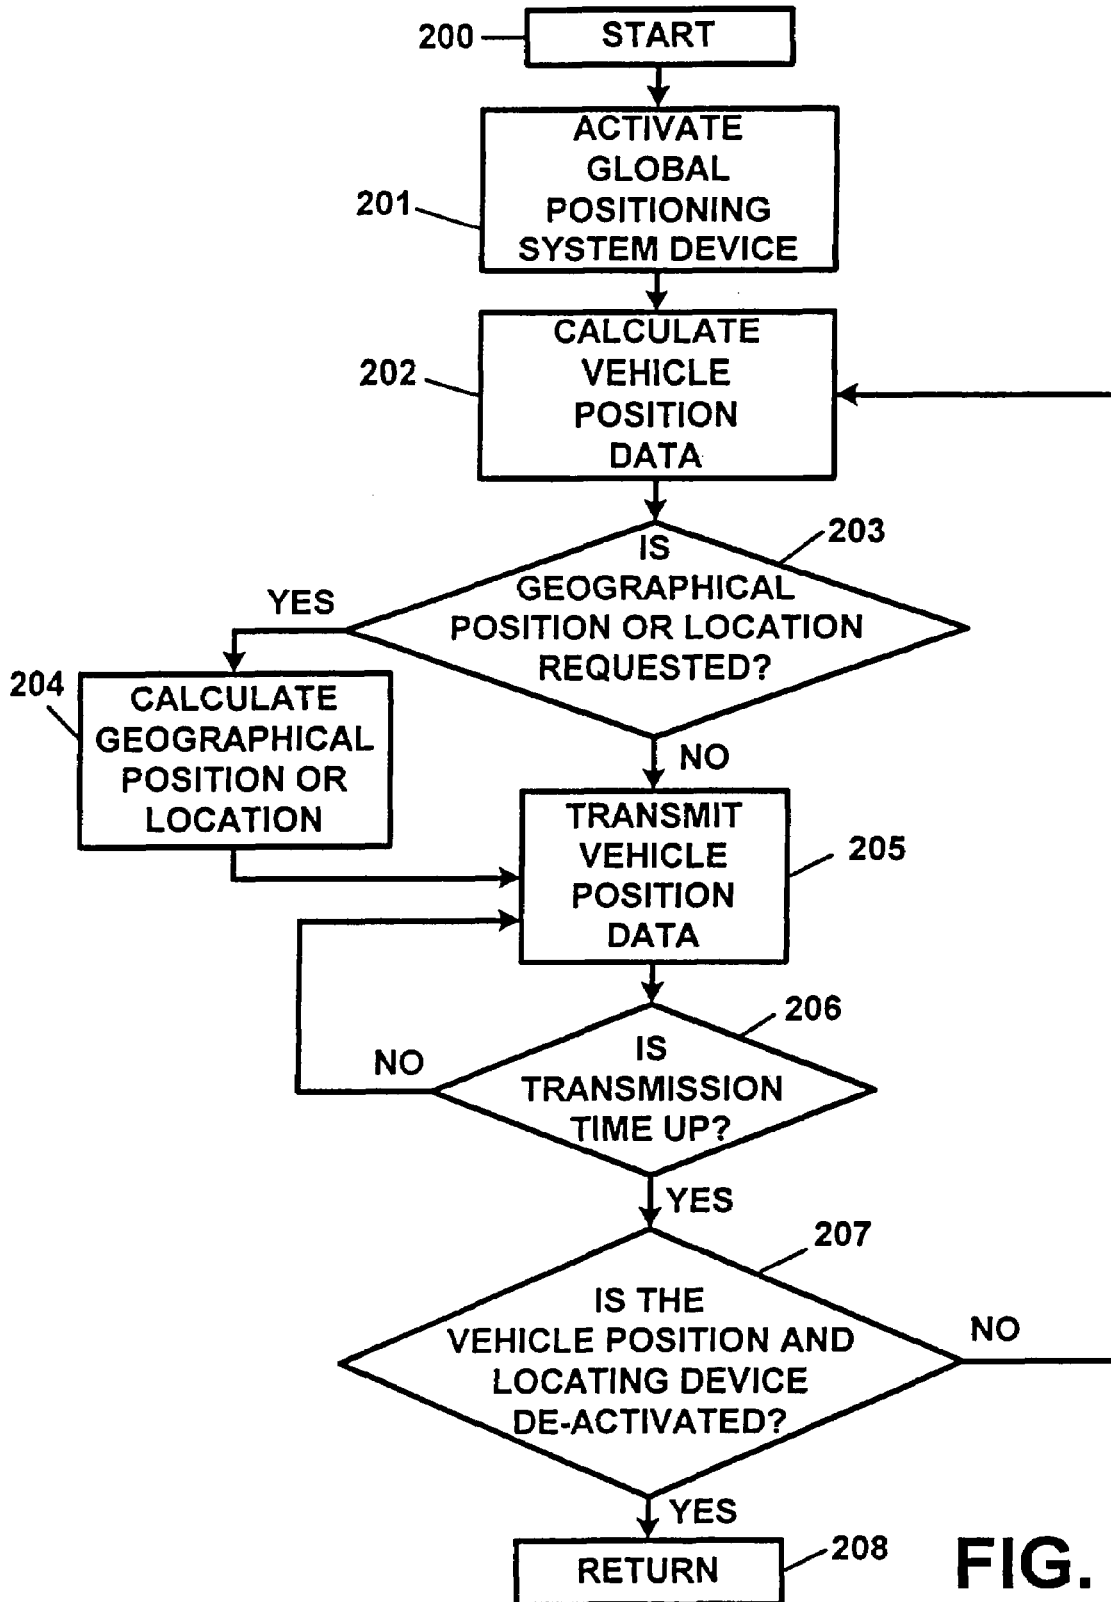 200
START
ACTIVATE
GLOBAL
POSITIONING
SYSTEM DEVICE
201
CALCULATE
VEHICLE
POSITION
DATA
202
203
IS
GEOGRAPHICAL
POSITION OR LOCATION
REQUESTED?
YES
204
CALCULATE
GEOGRAPHICAL
POSITION OR
LOCATION
NO
TRANSMIT
VEHICLE
POSITION
DATA
205
206
IS
TRANSMISSION
TIME UP?
NO
YES
207
IS THE
VEHICLE POSITION AND
LOCATING DEVICE
DE-ACTIVATED?
NO
YES
RETURN
208
FIG.